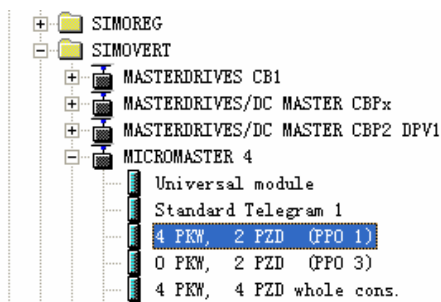 SIMOREG
SIMOVERT
MASTERDRIVES CB1
MASTERDRIVES/DC MASTER CBPx
MASTERDRIVES/DC MASTER CBP2 DPV1
MICROMASTER 4
Universal module
Standard Telegram 1
4 PKW, 2 PZD (PPO 1)
0 PKW, 2 PZD (PPO 3)
4 PKW, 4 PZD whole cons.